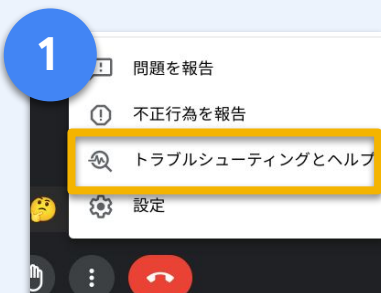 1
問題を報告
不正行為を報告
トラブルシューティングとヘルプ
設定